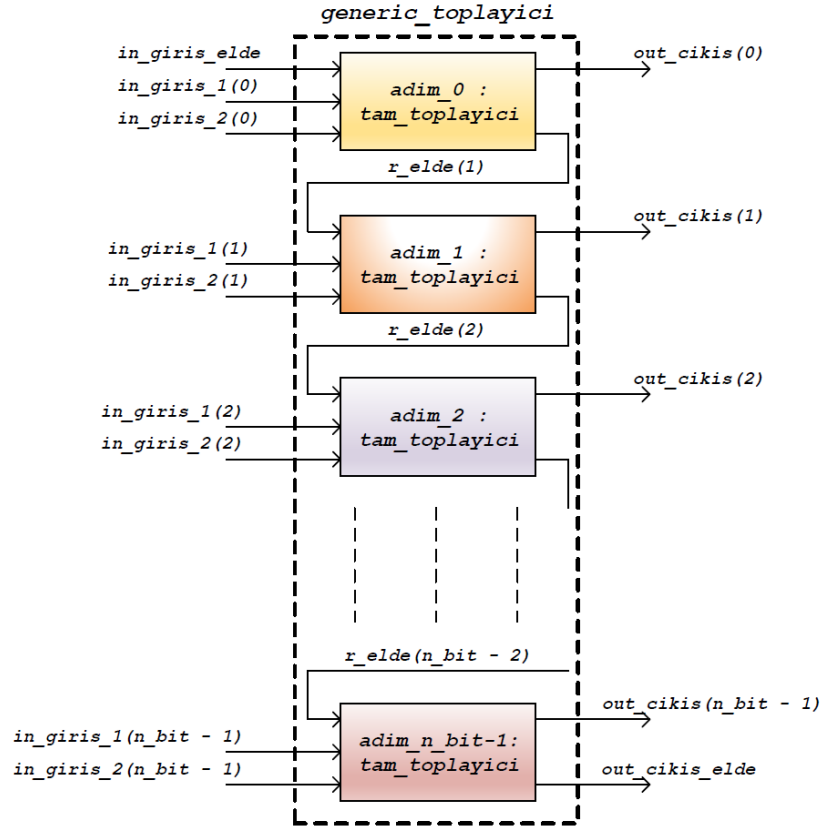 generic_toplayici
in_giris_elde
in_giris_1(0)
in_giris_2(0)
adim_0 :
tam_toplayici
out_cikis(0)
r_elde(1)
in_giris_1(1)
in_giris_2(1)
adim_1 :
tam_toplayici
out_cikis(1)
r_elde(2)
in_giris_1(2)
in_giris_2(2)
adim_2 :
tam_toplayici
out_cikis(2)
r_elde(n_bit - 2)
in_giris_1(n_bit - 1)
in_giris_2(n_bit - 1)
adim_n_bit-1:
tam_toplayici
out_cikis(n_bit - 1)
out_cikis_elde